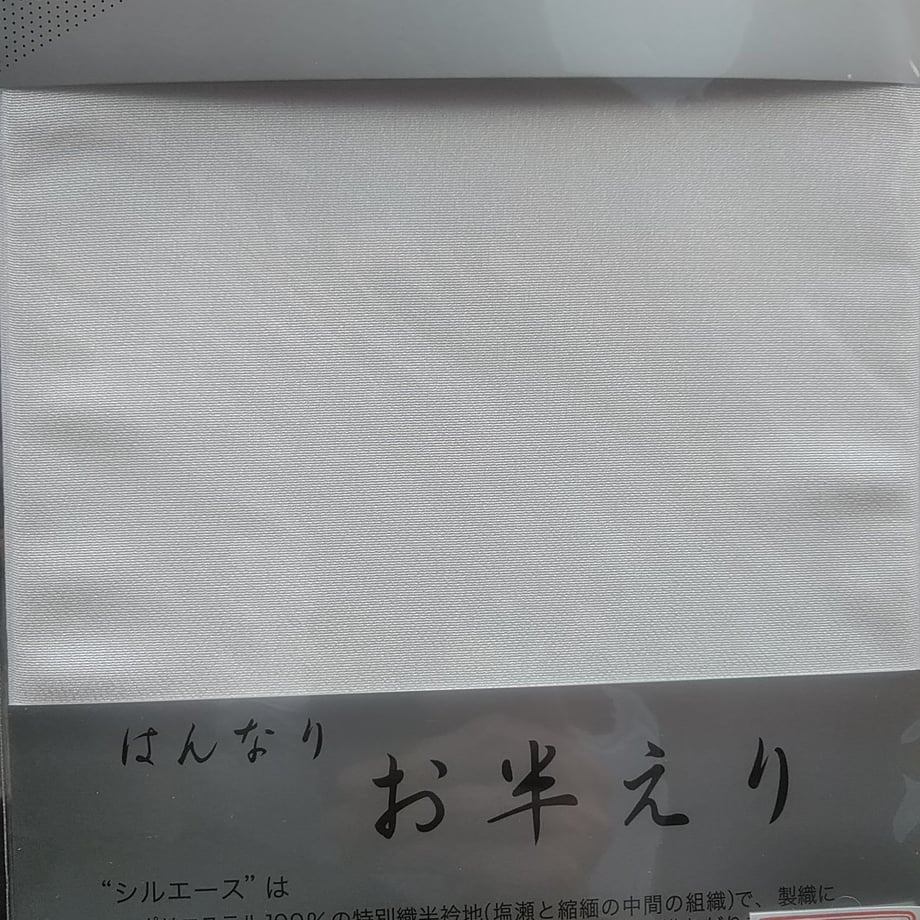 はんなり
お半えり
“シルエース”は
ポリエステル100%の特別織半衿地(塩瀬と縮緬の中間の組織)で、製織に